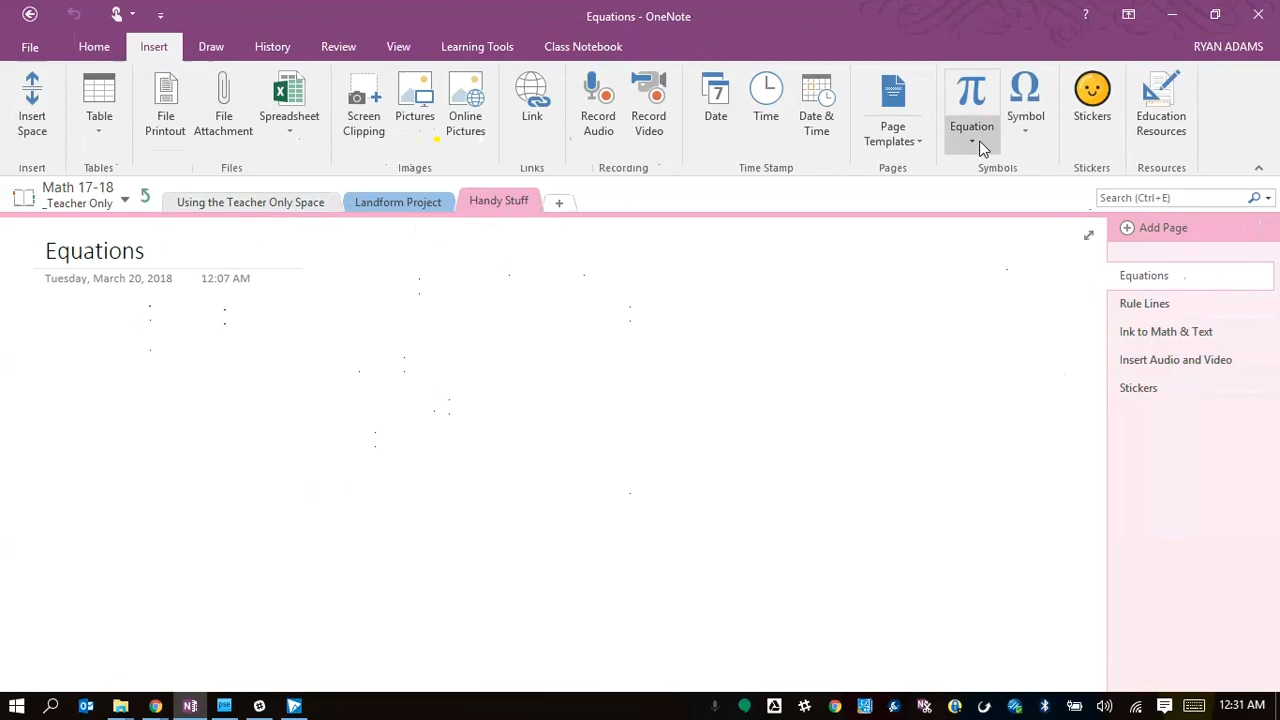 Equations - OneNote
?
File
Home
Insert
Draw
History
Review
View
Learning Tools
Class Notebook
RYAN ADAMS
Insert
Space
Table
File
Printout
File
Attachment
Spreadsheet
Screen
Clipping
Pictures
Online
Pictures
Link
Record
Audio
Record
Video
7
Date
Time
Date &
Time
Page
Templates
π
Equation
Ω
Symbol
Stickers
Education
Resources
Insert
Tables
Files
Images
Links
Recording
Time Stamp
Pages
Symbols
Stickers
Resources
Math 17-18
_Teacher Only
Using the Teacher Only Space
Landform Project
Handy Stuff
+
Search (Ctrl+E)
Equations
Tuesday, March 20, 2018 12:07 AM
Add Page
Equations
Rule Lines
Ink to Math & Text
Insert Audio and Video
Stickers
pse
12:31 AM